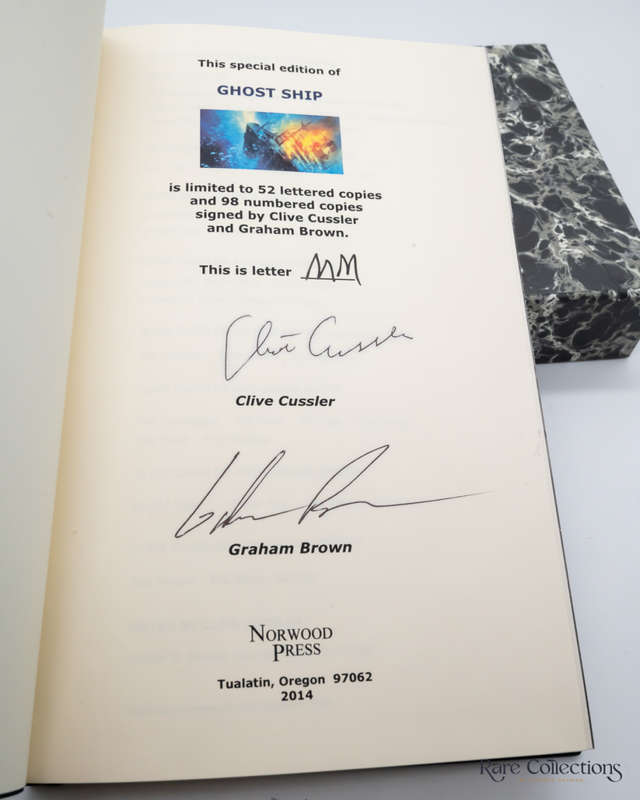 This special edition of
GHOST SHIP
is limited to 52 lettered copies
and 98 numbered copies
signed by Clive Cussler
and Graham Brown.
This is letter MM
Clive Cussler
Clive Cussler
Graham Brown
Graham Brown
NORWOOD
PRESS
Tualatin, Oregon 97062
2014
Rare Collections